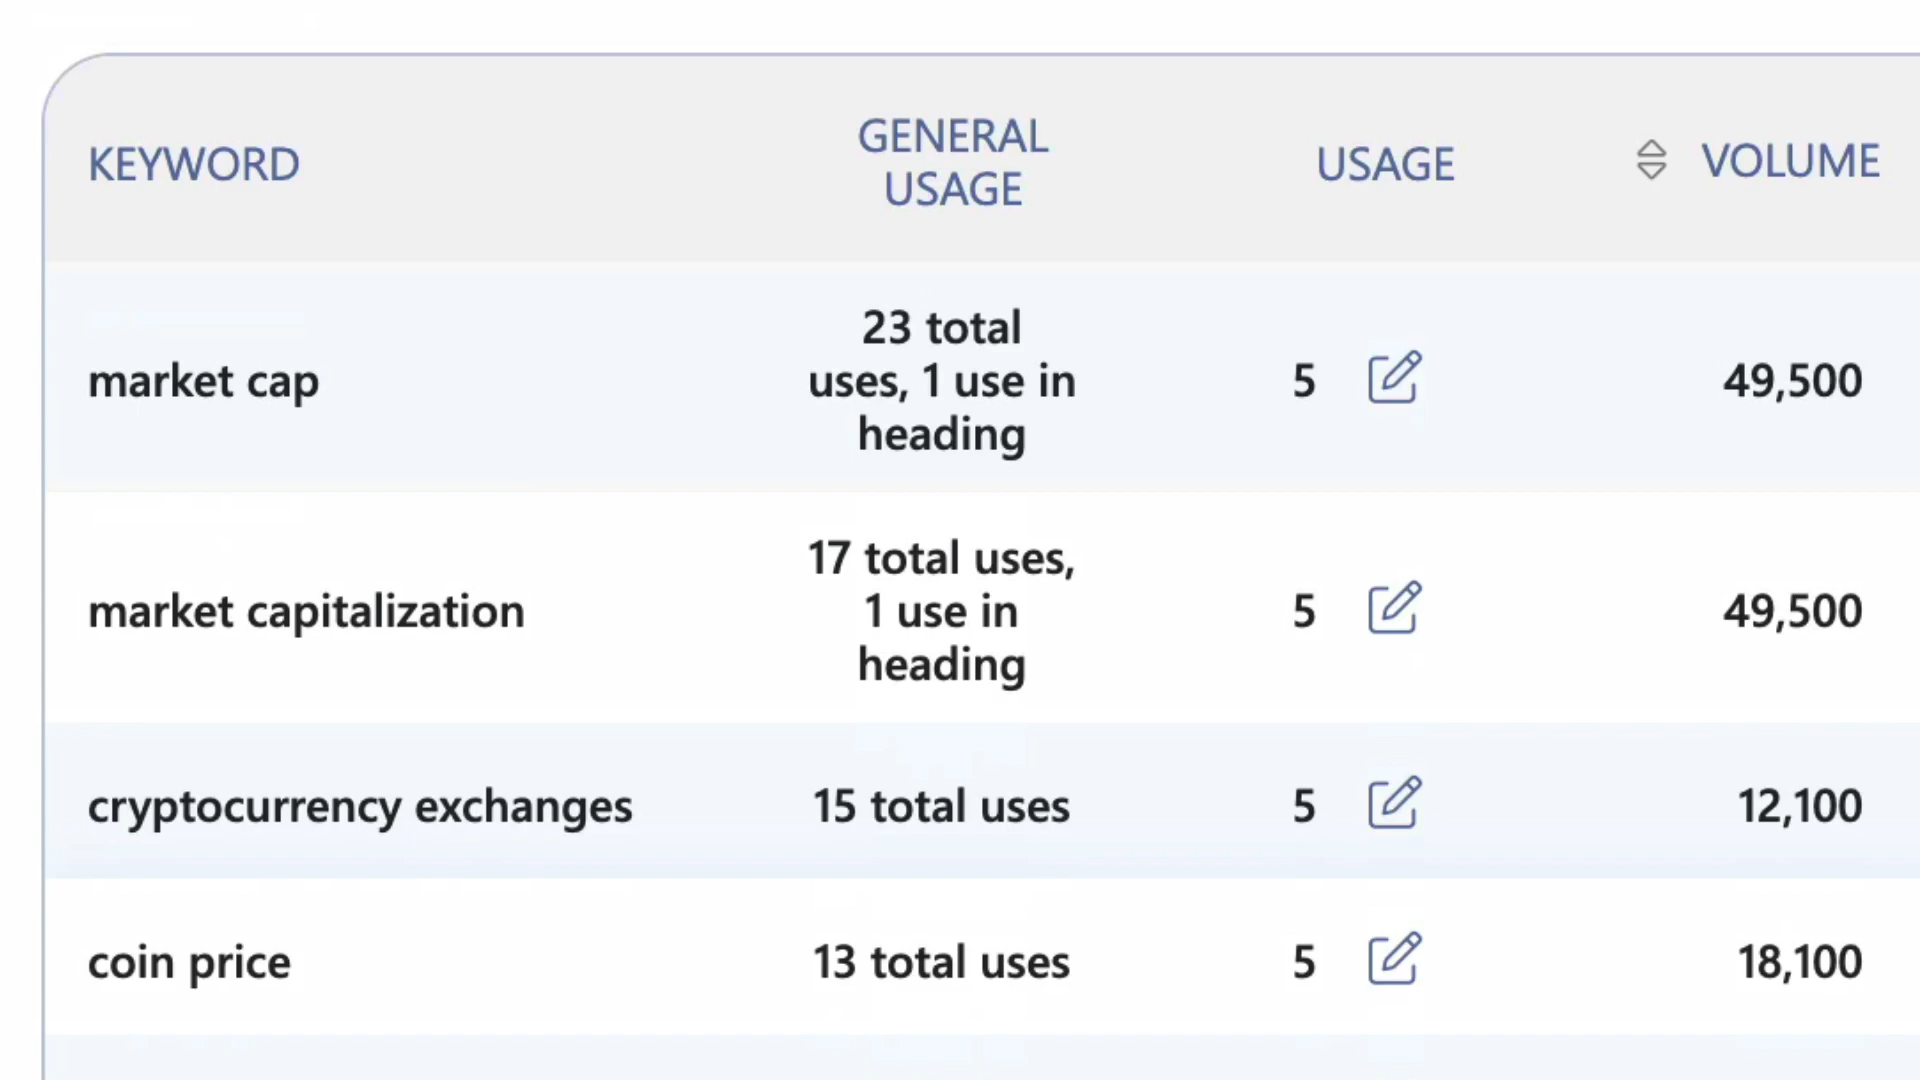 KEYWORD
GENERAL
USAGE
USAGE
VOLUME
market cap
23 total
uses, 1 use in
heading
5
49,500
market capitalization
17 total uses,
1 use in
heading
5
49,500
cryptocurrency exchanges
15 total uses
5
12,100
coin price
13 total uses
5
18,100